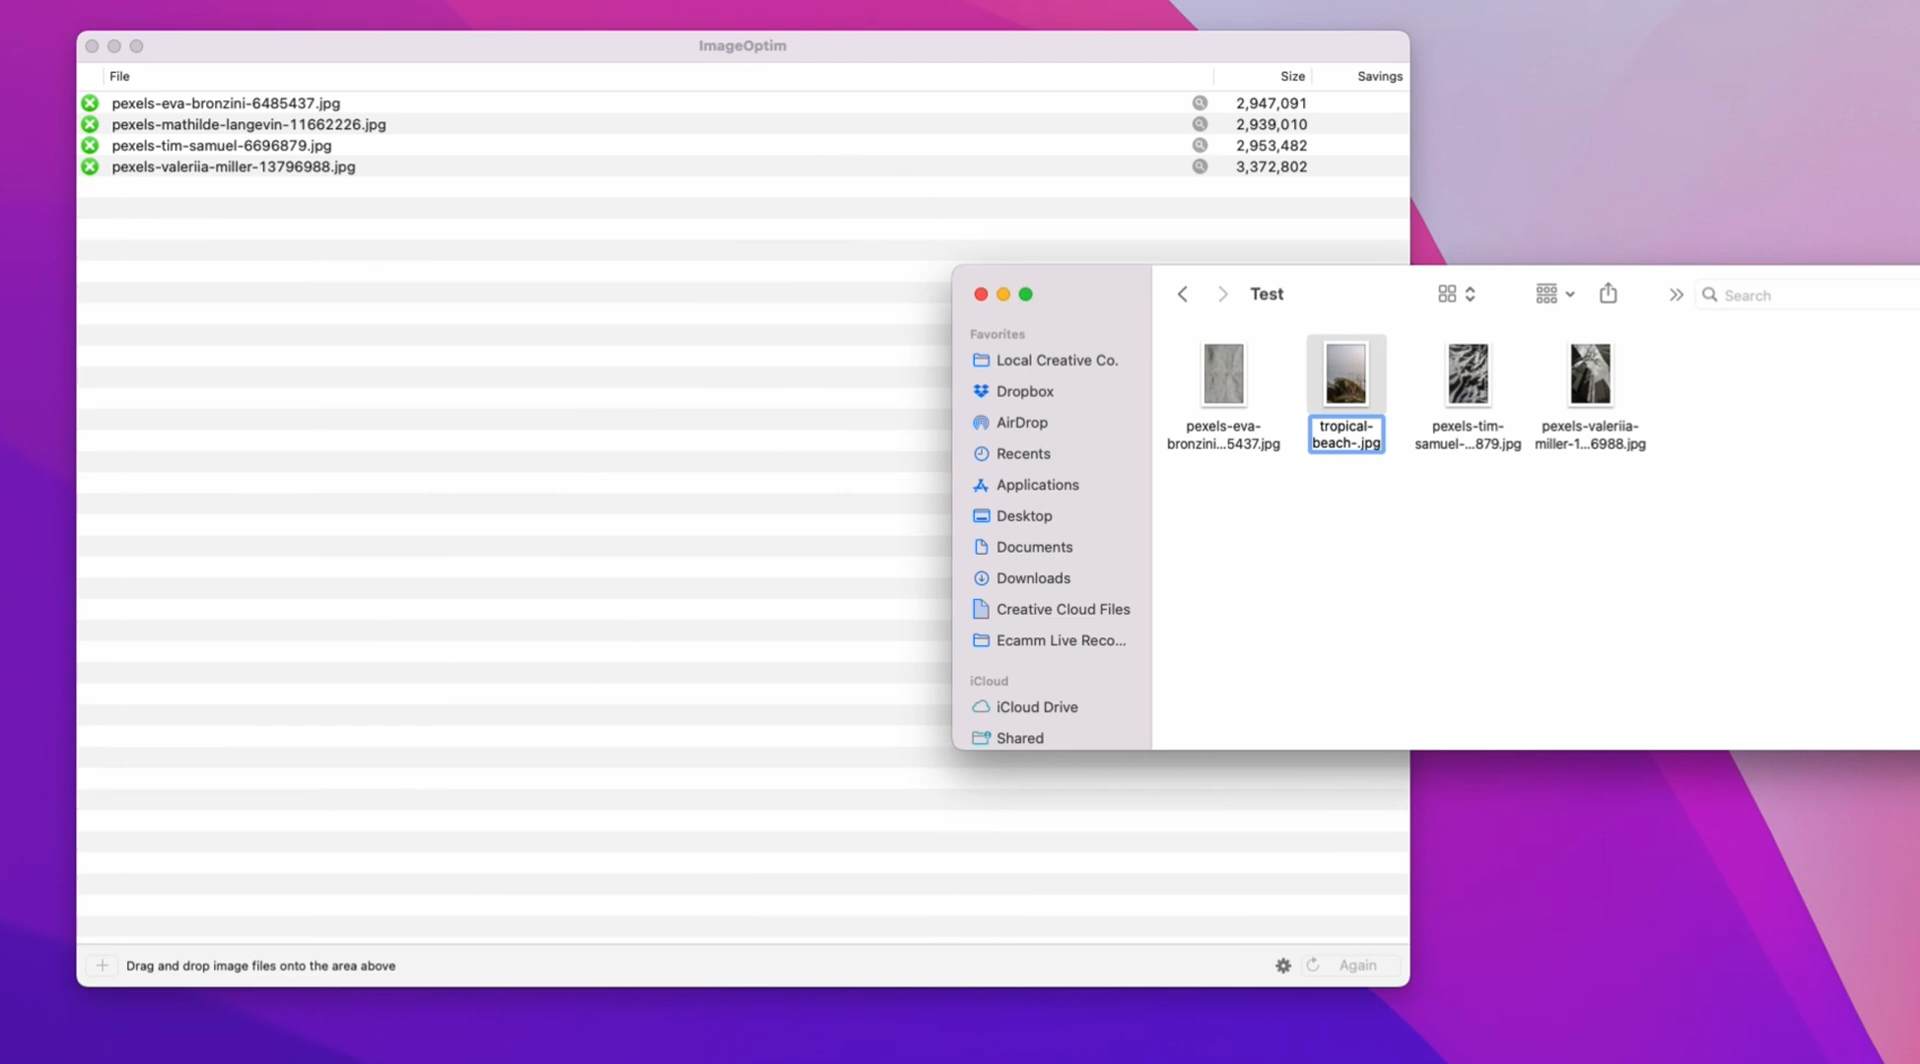 ImageOptim
File Size Savings
pexels-eva-bronzini-6485437.jpg 2,947,091
pexels-mathilde-langevin-11662226.jpg 2,939,010
pexels-tim-samuel-6696879.jpg 2,953,482
pexels-valeriia-miller-13796988.jpg 3,372,802
Test
Search
Favorites
Local Creative Co.
Dropbox
AirDrop
Recents
Applications
Desktop
Documents
Downloads
Creative Cloud Files
Ecamm Live Reco...
iCloud
iCloud Drive
Shared
pexels-eva-
bronzini...5437.jpg
tropical-
beach-.jpg
pexels-tim-
samuel-...879.jpg
pexels-valeriia-
miller-1...6988.jpg
Drag and drop image files onto the area above
Again